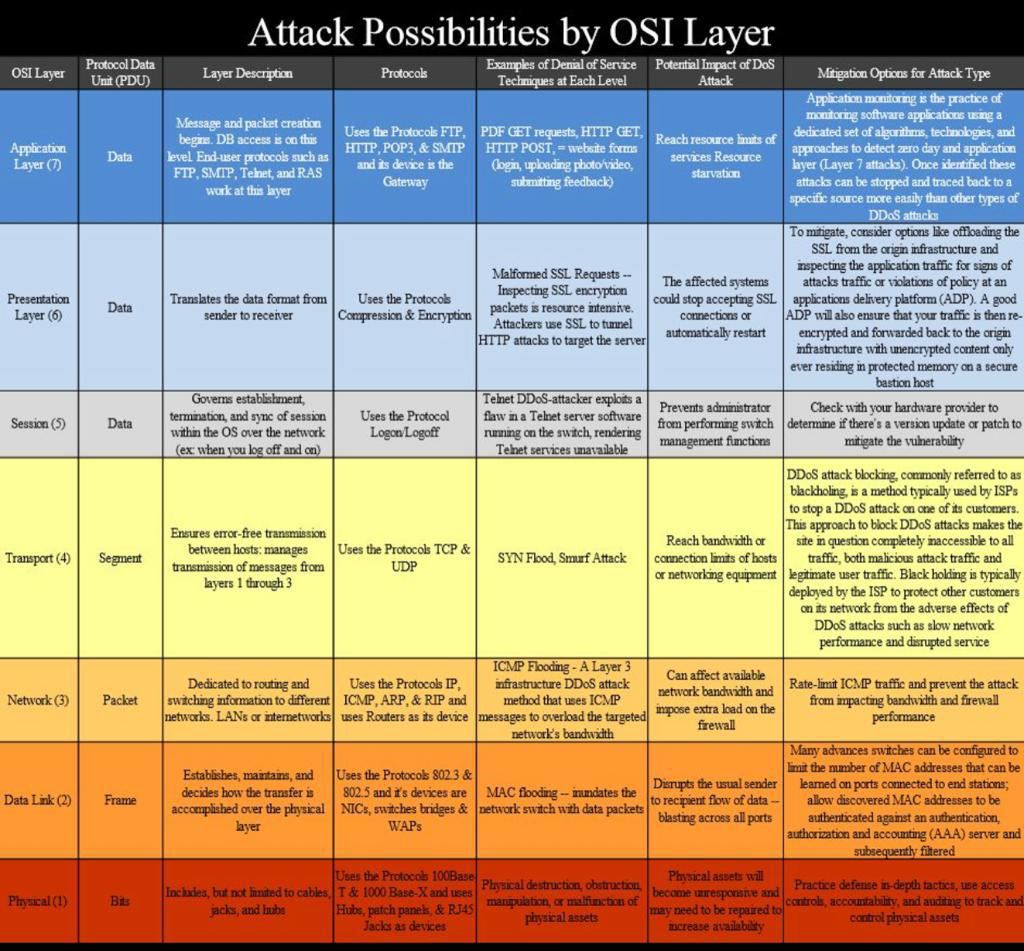 Attack Possibilities by OSI Layer
OSI Layer
Protocol Data
Unit (PDU)
Layer Description
Protocols
Examples of Denial of Service
Techniques at Each Level
Potential Impact of DoS
Attack
Mitigation Options for Attack Type
Application
Layer (7)
Data
Message and packet creation
begins. DB access is on this
level. End-user protocols such as
FTP, SMTP, Telnet, and RAS
work at this layer
Uses the Protocols FTP,
HTTP, POP3, & SMTP
and its device is the
Gateway
PDF GET requests, HTTP GET,
HTTP POST, = website forms
(login, uploading photo/video,
submitting feedback)
Reach resource limits of
services Resource
starvation
Application monitoring is the practice of
monitoring software applications using a
dedicated set of algorithms, technologies, and
approaches to detect zero day and application
layer (Layer 7 attacks). Once identified these
attacks can be stopped and traced back to a
specific source more easily than other types of
DDoS attacks
Presentation
Layer (6)
Data
Translates the data format from
sender to receiver
Uses the Protocols
Compression & Encryption
Malformed SSL Requests --
Inspecting SSL encryption
packets is resource intensive.
Attackers use SSL to tunnel
HTTP attacks to target the server
The affected systems
could stop accepting SSL
connections or
automatically restart
To mitigate, consider options like offloading the
SSL from the origin infrastructure and
inspecting the application traffic for signs of
attacks traffic or violations of policy at an
applications delivery platform (ADP). A good
ADP will also ensure that your traffic is then re-
encrypted and forwarded back to the origin
infrastructure with unencrypted content only
ever residing in protected memory on a secure
bastion host
Session (5)
Data
Governs establishment,
termination, and sync of session
within the OS over the network
(ex: when you log off and on)
Uses the Protocol
Logon/Logoff
Telnet DDoS-attacker exploits a
flaw in a Telnet server software
running on the switch, rendering
Telnet services unavailable
Prevents administrator
from performing switch
management functions
Check with your hardware provider to
determine if there's a version update or patch to
mitigate the vulnerability
Transport (4)
Segment
Ensures error-free transmission
between hosts: manages
transmission of messages from
layers 1 through 3
Uses the Protocols TCP &
UDP
SYN Flood, Smurf Attack
Reach bandwidth or
connection limits of hosts
or networking equipment
DDoS attack blocking, commonly referred to as
blackholing, is a method typically used by ISPs
to stop a DDoS attack on one of its customers.
This approach to block DDoS attacks makes the
site in question completely inaccessible to all
traffic, both malicious attack traffic and
legitimate user traffic. Black holding is typically
deployed by the ISP to protect other customers
on its network from the adverse effects of
DDoS attacks such as slow network
performance and disrupted service
Network (3)
Packet
Dedicated to routing and
switching information to different
networks. LANs or internetworks
Uses the Protocols IP,
ICMP, ARP, & RIP and
uses Routers as its device
ICMP Flooding - A Layer 3
infrastructure DDoS attack
method that uses ICMP
messages to overload the targeted
network's bandwidth
Can affect available
network bandwidth and
impose extra load on the
firewall
Rate-limit ICMP traffic and prevent the attack
from impacting bandwidth and firewall
performance
Data Link (2)
Frame
Establishes, maintains, and
decides how the transfer is
accomplished over the physical
layer
Uses the Protocols 802.3 &
802.5 and it's devices are
NICs, switches bridges &
WAPs
MAC flooding -- inundates the
network switch with data packets
Disrupts the usual sender
to recipient flow of data --
blasting across all ports
Many advances switches can be configured to
limit the number of MAC addresses that can be
learned on ports connected to end stations;
allow discovered MAC addresses to be
authenticated against an authentication,
authorization and accounting (AAA) server and
subsequently filtered
Physical (1)
Bits
Includes, but not limited to cables,
jacks, and hubs
Uses the Protocols 100Base-
T & 1000 Base-X and uses
Hubs, patch panels, & RJ45
Jacks as devices
Physical destruction, obstruction,
manipulation, or malfunction of
physical assets
Physical assets will
become unresponsive and
may need to be repaired to
increase availability
Practice defense in-depth tactics, use access
controls, accountability, and auditing to track and
control physical assets